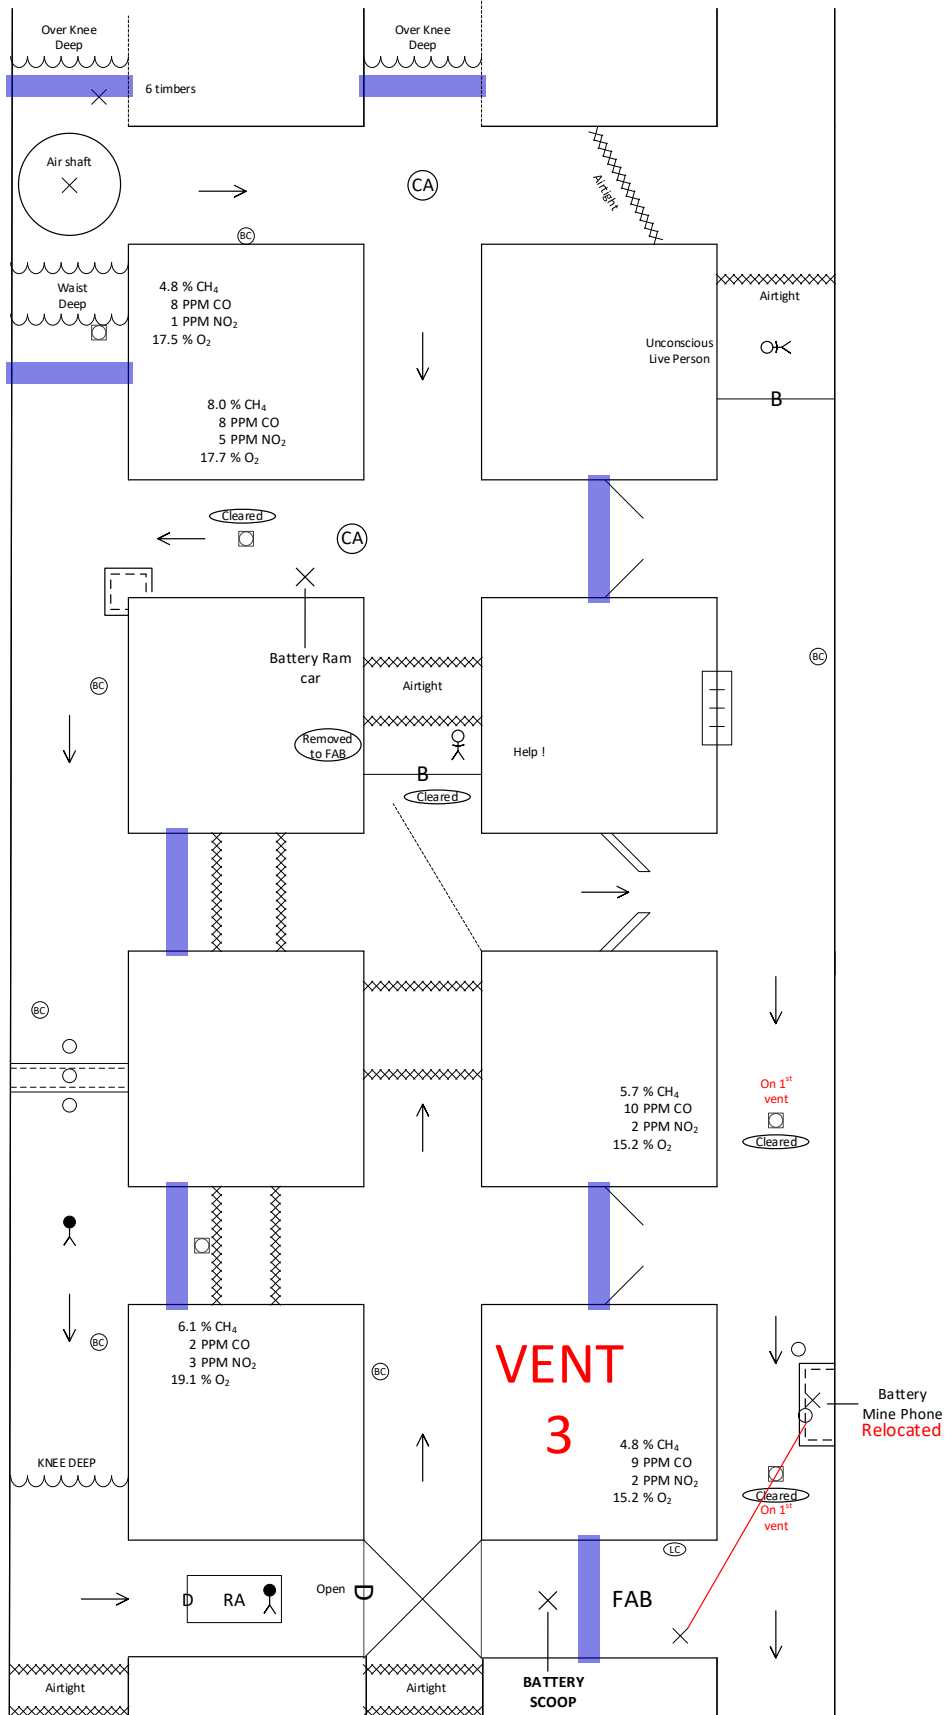 Over Knee
Deep
Over Knee
Deep
6 timbers
Air shaft
CA
Airtight
BC
Waist
Deep
4.8 % CH₄
8 PPM CO
1 PPM NO₂
17.5 % O₂
Airtight
Unconscious
Live Person
B
8.0 % CH₄
8 PPM CO
5 PPM NO₂
17.7 % O₂
Cleared
CA
Battery Ram
car
BC
Airtight
BC
Removed
to FAB
Help !
B
Cleared
BC
5.7 % CH₄
10 PPM CO
2 PPM NO₂
15.2 % O₂
On 1st
vent
Cleared
6.1 % CH₄
2 PPM CO
3 PPM NO₂
19.1 % O₂
BC
BC
VENT
3
Battery
Mine Phone
Relocated
4.8 % CH₄
9 PPM CO
2 PPM NO₂
15.2 % O₂
KNEE DEEP
Cleared
On 1st
vent
LC
D
RA
Open
D
FAB
Airtight
Airtight
BATTERY
SCOOP